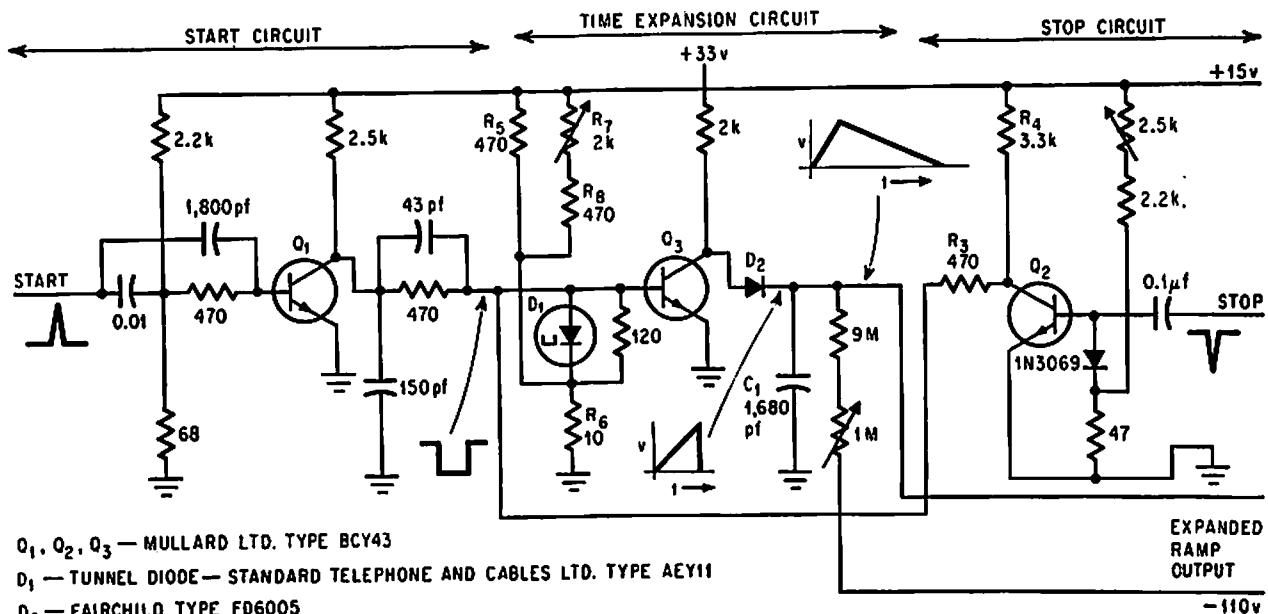 START CIRCUIT
TIME EXPANSION CIRCUIT
STOP CIRCUIT
+33v
+15v
2.2k
2.5k
R5
470
R7
2k
2k
R4
3.3k
2.5k
1,800pf
43pf
R8
470
v
t
2.2k.
Q1
Q3
D2
R3
470
Q2
0.1µf
START
0.01
470
470
D1
120
9M
STOP
1N3069
150pf
C1
1,680
pf
68
R6
10
v
t
1M
47
Q1, Q2, Q3 — MULLARD LTD. TYPE BCY43
D1 — TUNNEL DIODE — STANDARD TELEPHONE AND CABLES LTD. TYPE AEY11
D2 — FAIRCHILD TYPE FD6005
EXPANDED
RAMP
OUTPUT
-110v